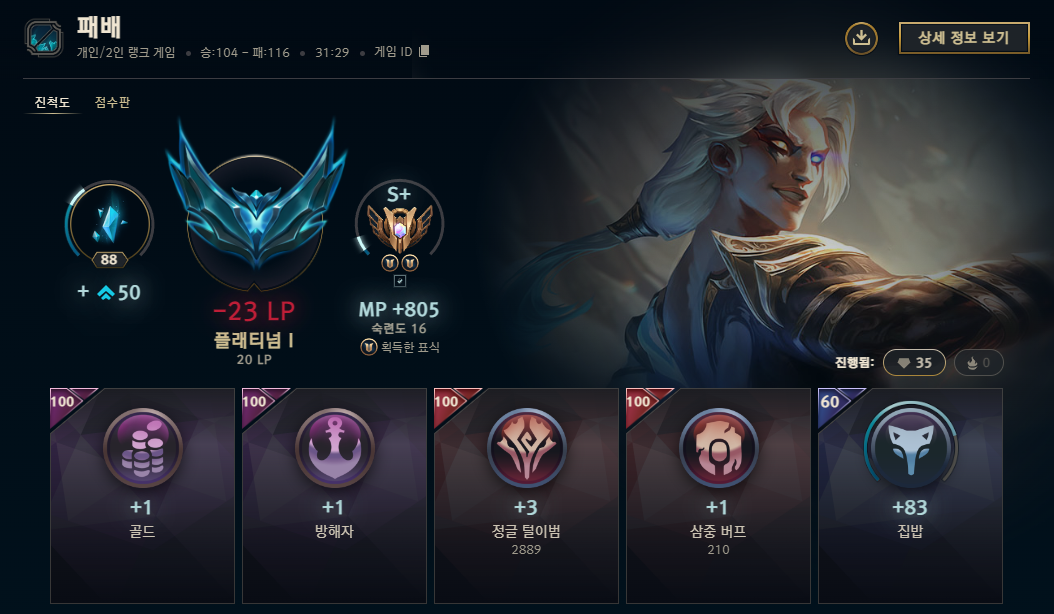 패배
개인/2인 랭크 게임 • 승:104 - 패:116 • 31:29 • 게임 ID
상세 정보 보기
진척도 점수판
S+
88
+ 50
-23 LP
플래티넘 I
20 LP
MP +805
숙련도 16
획득한 표식
진행됨: 35 0
100 100 100 100 60
+1 +1 +3 +1 +83
골드 방해자 정글 털이범 삼중 버프 집밥
2889 210